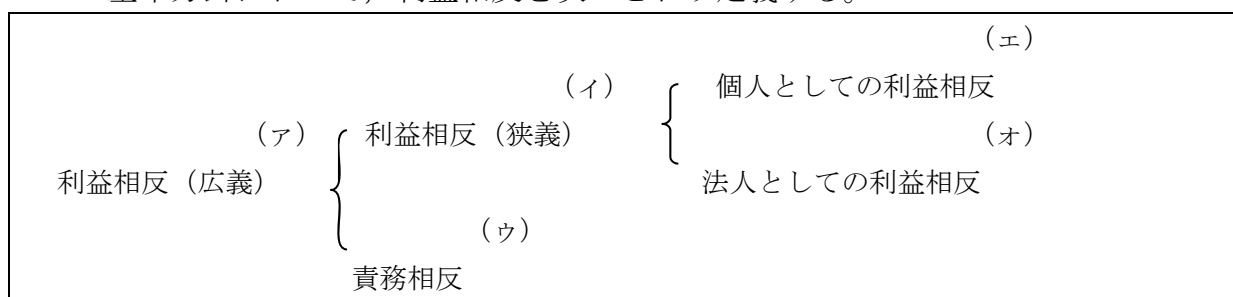 (エ)
(イ) 個人としての利益相反
(ア) 利益相反（狭義） (オ)
利益相反（広義） 法人としての利益相反
(ウ)
責務相反